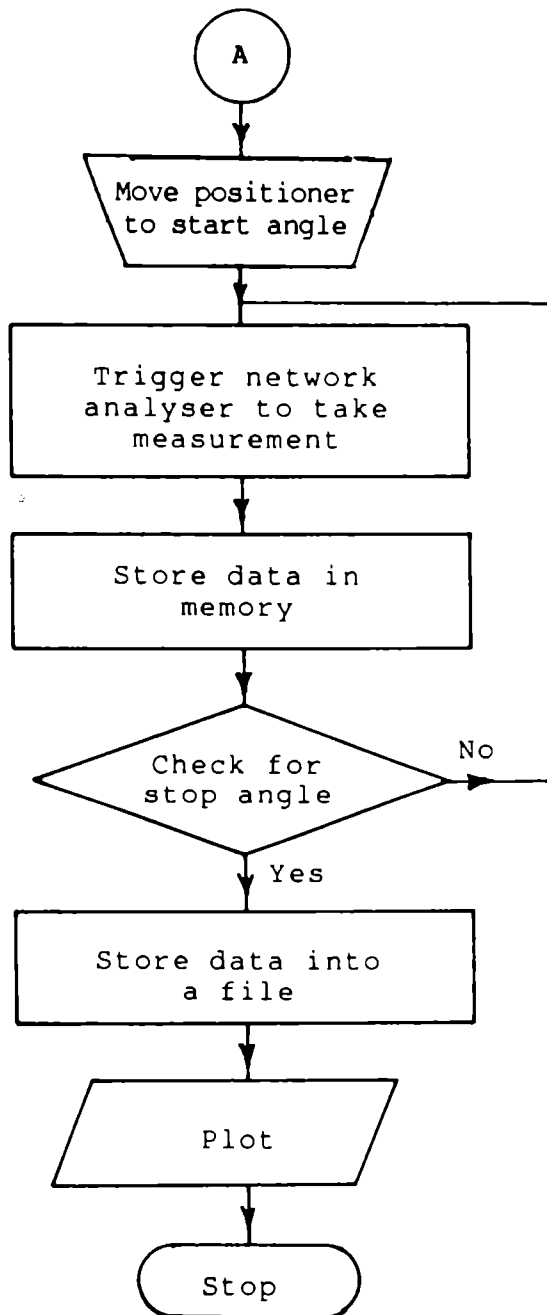 A
Move positioner
to start angle
Trigger network
analyser to take
measurement
Store data in
memory
Check for
stop angle
No
Yes
Store data into
a file
Plot
Stop